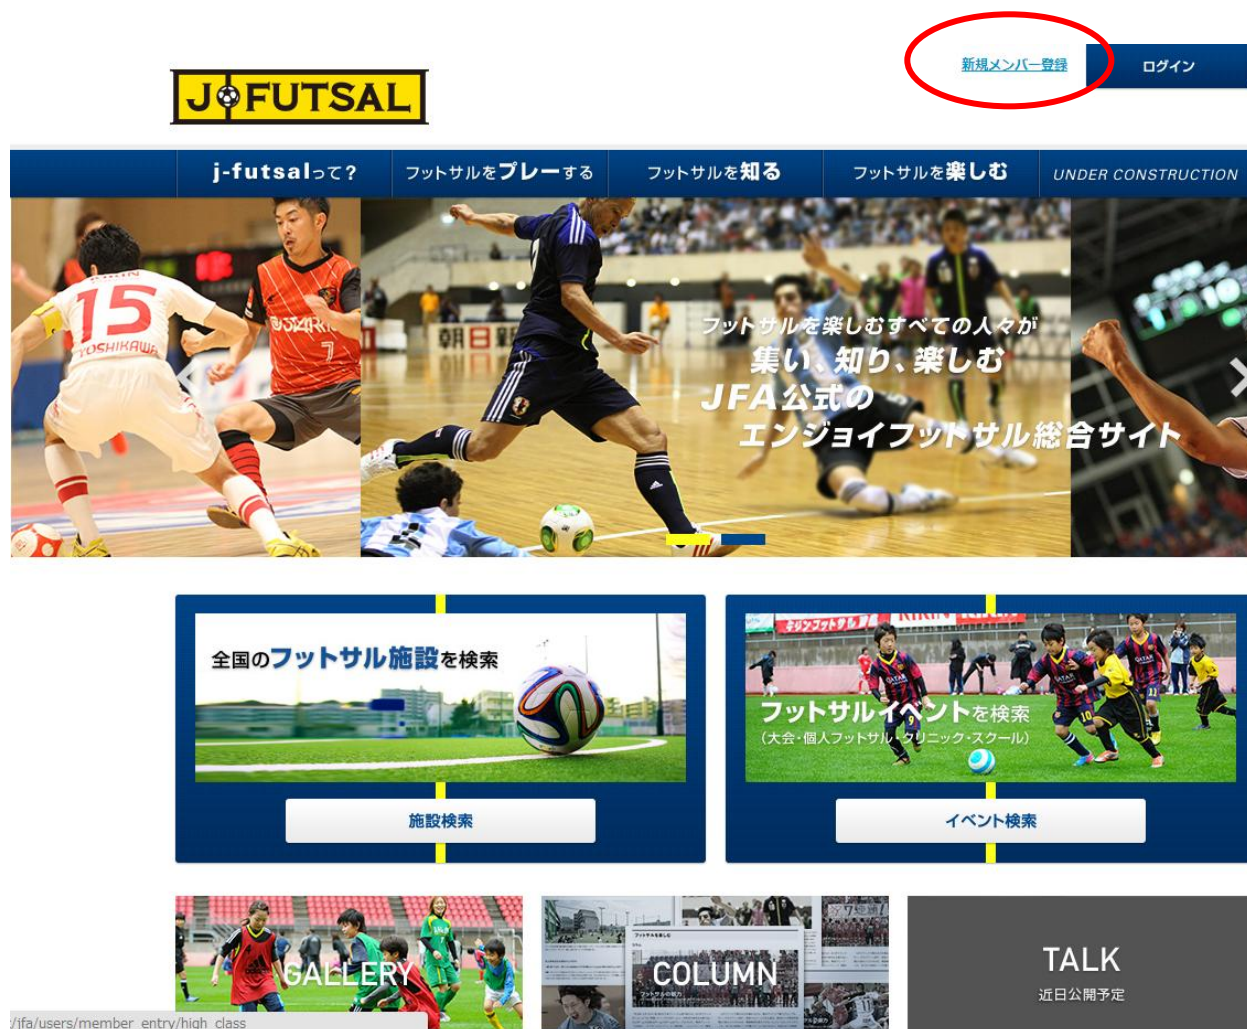 新規メンバー登録
ログイン
J FUTSAL
j-futsalって？
フットサルをプレーする
フットサルを知る
フットサルを楽しむ
UNDER CONSTRUCTION
15
YOSHIKAWA
7
朝日新
フットサルを楽しむすべての人々が
集い、知り、楽しむ
JFA公式の
エンジョイフットサル総合サイト
全国のフットサル施設を検索
フットサルイベントを検索
（大会・個人フットサル・クリニック・スクール）
9
10
11
施設検索
イベント検索
GALLERY
COLUMN
TALK
近日公開予定
/jfa/users/member_entry/high_class